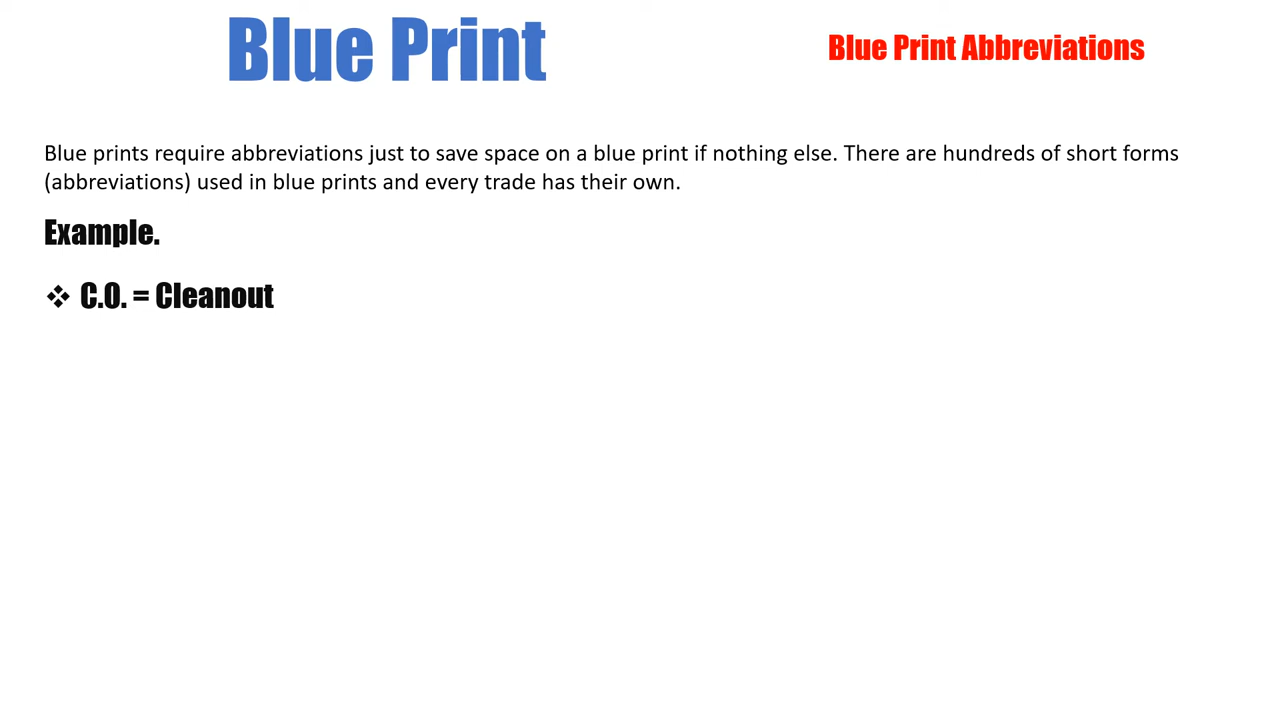 Blue Print
Blue Print Abbreviations
Blue prints require abbreviations just to save space on a blue print if nothing else. There are hundreds of short forms
(abbreviations) used in blue prints and every trade has their own.
Example.
❖ C.O. = Cleanout